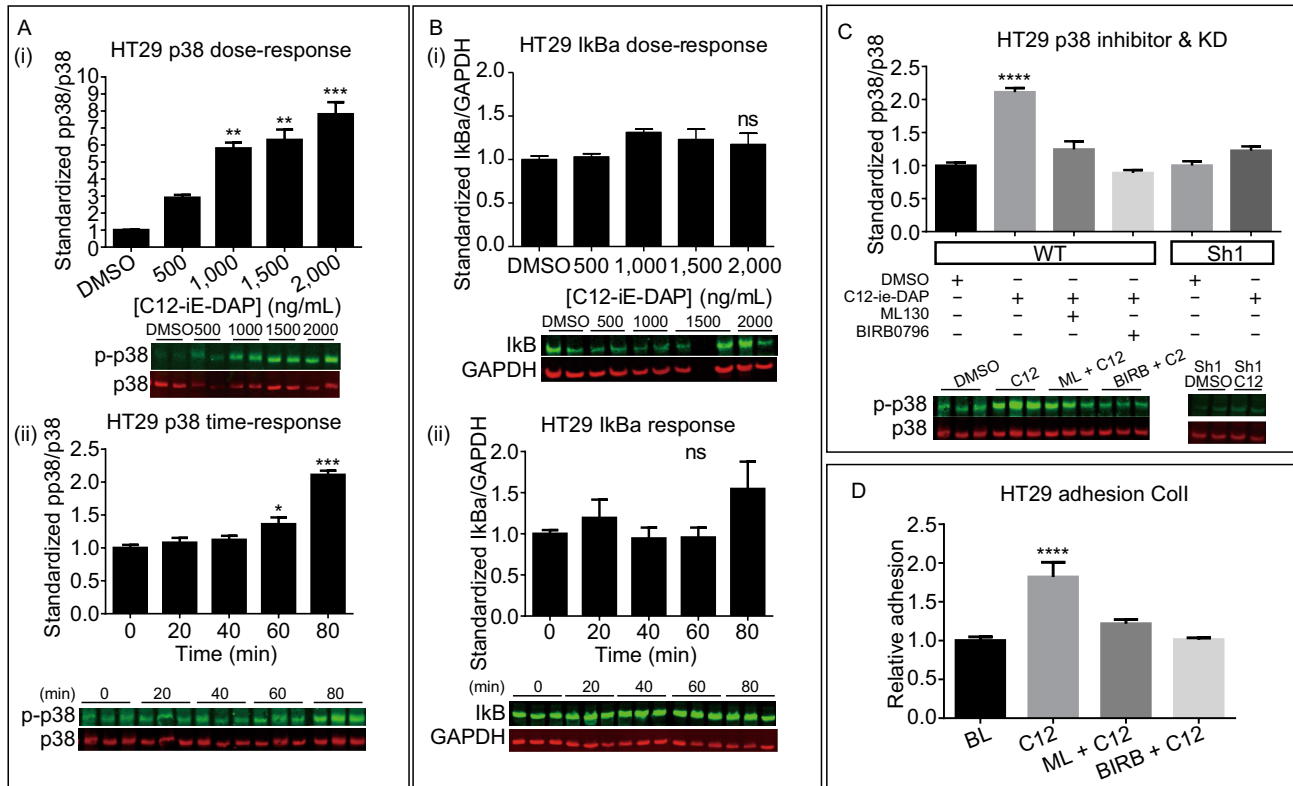 A
(i)
HT29 p38 dose-response
Standardized pp38/p38
10
9
8
7
6
5
4
3
2
1
0
**
**
***
DMSO
500
1,000
1,500
2,000
[C12-iE-DAP] (ng/mL)
DMSO 500 1000 1500 2000
p-p38
p38
(ii)
HT29 p38 time-response
Standardized pp38/p38
2.5
2.0
1.5
1.0
0.5
0.0
*
***
0 20 40 60 80
Time (min)
(min) 0 20 40 60 80
p-p38
p38
B
(i)
HT29 IkBa dose-response
Standardized IkBa/GAPDH
2.0
1.5
1.0
0.5
0.0
ns
DMSO 500 1,000 1,500 2,000
[C12-iE-DAP] (ng/mL)
DMSO 500 1000 1500 2000
IkB
GAPDH
(ii)
HT29 IkBa response
ns
Standardized IkBa/GAPDH
2.0
1.5
1.0
0.5
0.0
0 20 40 60 80
Time (min)
(min) 0 20 40 60 80
IkB
GAPDH
C
HT29 p38 inhibitor & KD
Standardized pp38/p38
2.5
2.0
1.5
1.0
0.5
0.0
****
WT Sh1
DMSO + – – – + –
C12-ie-DAP – + + + – +
ML130 – – + – – –
BIRB0796 – – – + – –
DMSO C12 ML + C12 BIRB + C2
Sh1 Sh1
DMSO C12
p-p38
p38
D
HT29 adhesion Coll
Relative adhesion
2.5
2.0
1.5
1.0
0.5
0.0
****
BL
C12
ML + C12
BIRB + C12